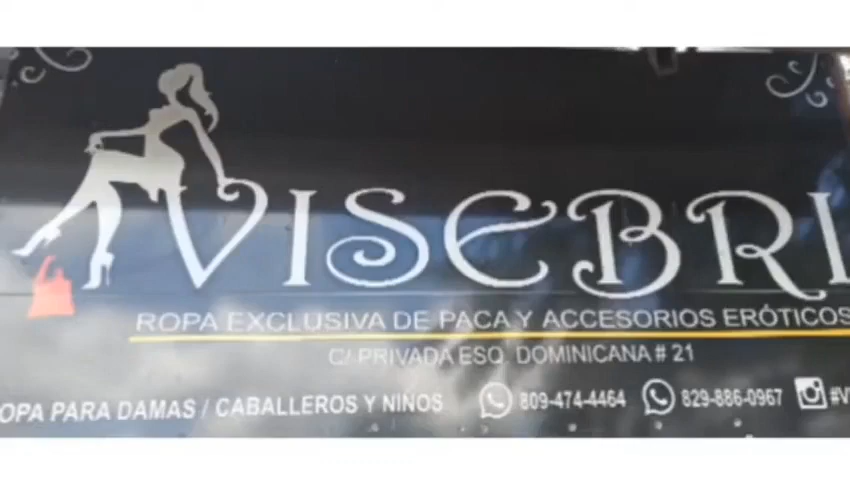 VISEBRI
ROPA EXCLUSIVA DE PACA Y ACCESORIOS ERÓTICOS
C/ PRIVADA ESQ. DOMINICANA # 21
OPA PARA DAMAS / CABALLEROS Y NIÑOS 809-474-4464 829-886-0967 #V